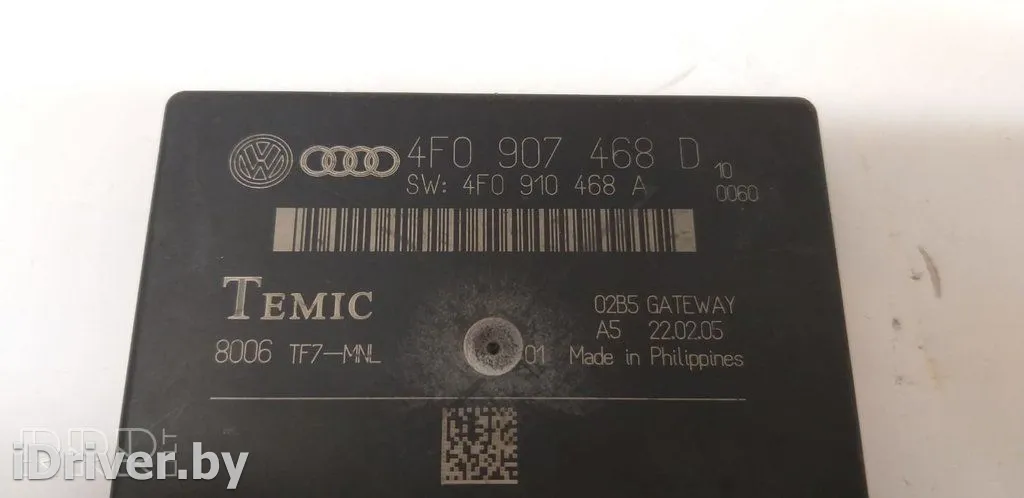 4F0 907 468 D
10
SW: 4F0 910 468 A
0060
TEMIC
02B5 GATEWAY
A5 22.02.05
8006 TF7-MNL
01 Made in Philippines
iDriver.by